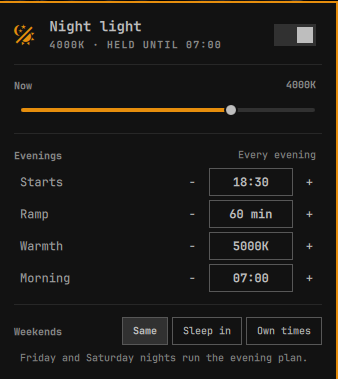 Night light
4000K · HELD UNTIL 07:00
Now 4000K
Evenings Every evening
Starts - 18:30 +
Ramp - 60 min +
Warmth - 5000K +
Morning - 07:00 +
Weekends Same Sleep in Own times
Friday and Saturday nights run the evening plan.